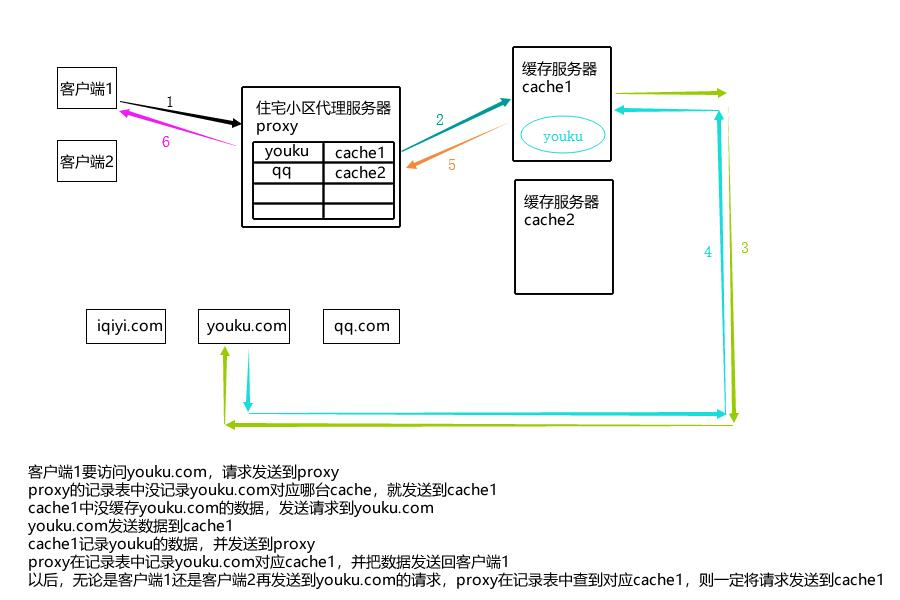 客户端1
1
6
客户端2
住宅小区代理服务器
proxy
youku cache1
qq cache2
2
5
缓存服务器
cache1
youku
缓存服务器
cache2
4
3
iqiyi.com
youku.com
qq.com
客户端1要访问youku.com，请求发送到proxy
proxy的记录表中没记录youku.com对应哪台cache，就发送到cache1
cache1中没缓存youku.com的数据，发送请求到youku.com
youku.com发送数据到cache1
cache1记录youku的数据，并发送到proxy
proxy在记录表中记录youku.com对应cache1，并把数据发送回客户端1
以后，无论是客户端1还是客户端2再发送到youku.com的请求，proxy在记录表中查到对应cache1，则一定将请求发送到cache1